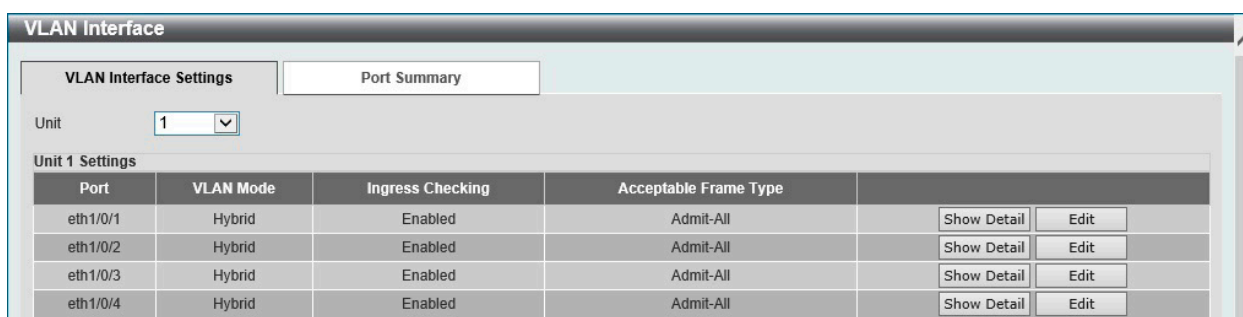 VLAN Interface
VLAN Interface Settings Port Summary
Unit 1
Unit 1 Settings
Port VLAN Mode Ingress Checking Acceptable Frame Type
eth1/0/1 Hybrid Enabled Admit-All Show Detail Edit
eth1/0/2 Hybrid Enabled Admit-All Show Detail Edit
eth1/0/3 Hybrid Enabled Admit-All Show Detail Edit
eth1/0/4 Hybrid Enabled Admit-All Show Detail Edit